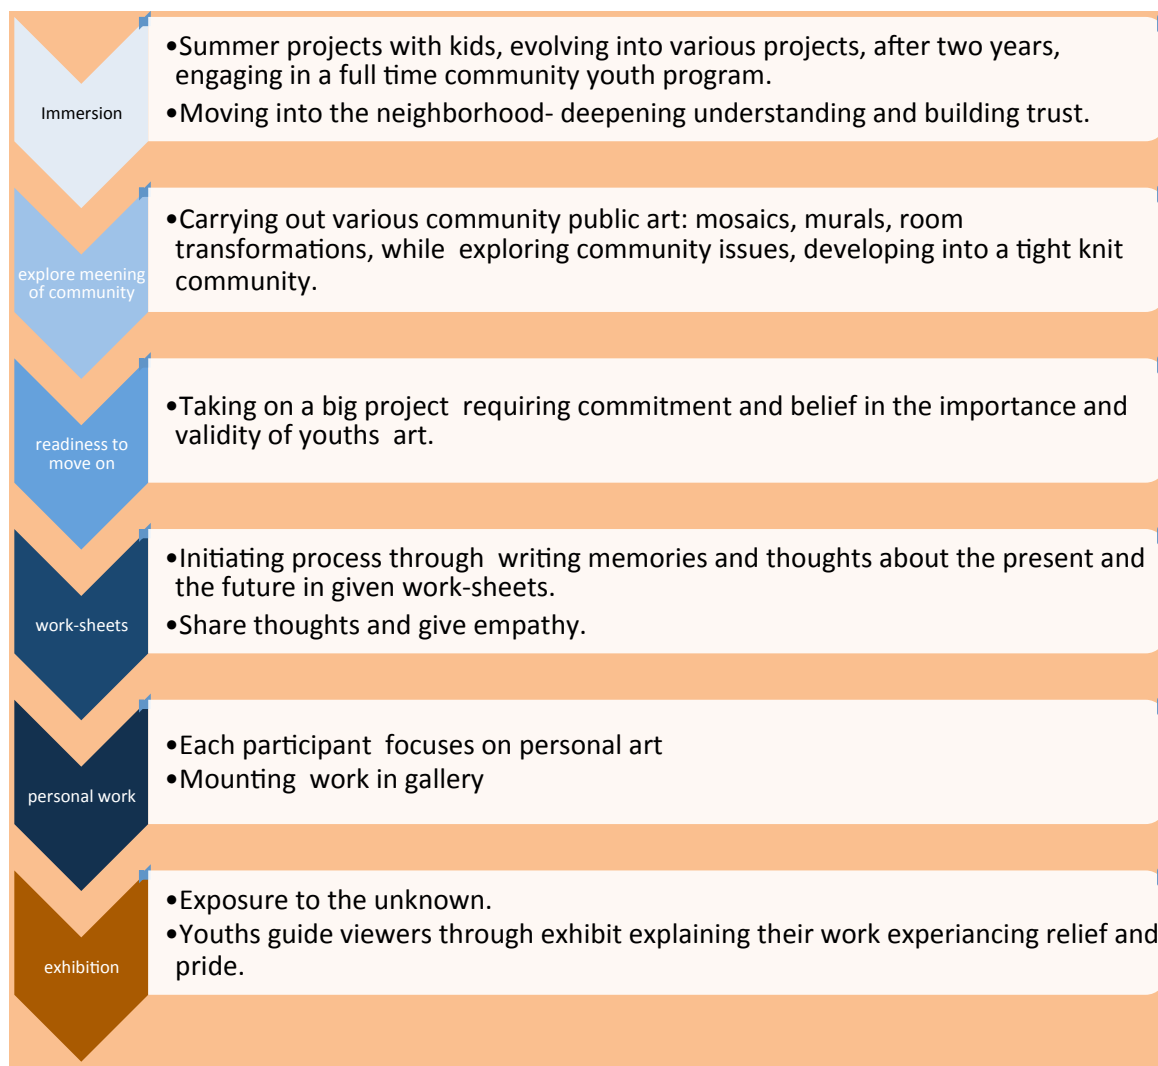 Immersion
•Summer projects with kids, evolving into various projects, after two years,
engaging in a full time community youth program.
•Moving into the neighborhood- deepening understanding and building trust.
explore meening
of community
•Carrying out various community public art: mosaics, murals, room
transformations, while exploring community issues, developing into a tight knit
community.
readiness to
move on
•Taking on a big project requiring commitment and belief in the importance and
validity of youths art.
work-sheets
•Initiating process through writing memories and thoughts about the present and
the future in given work-sheets.
•Share thoughts and give empathy.
personal work
•Each participant focuses on personal art
•Mounting work in gallery
exhibition
•Exposure to the unknown.
•Youths guide viewers through exhibit explaining their work experiancing relief and
pride.